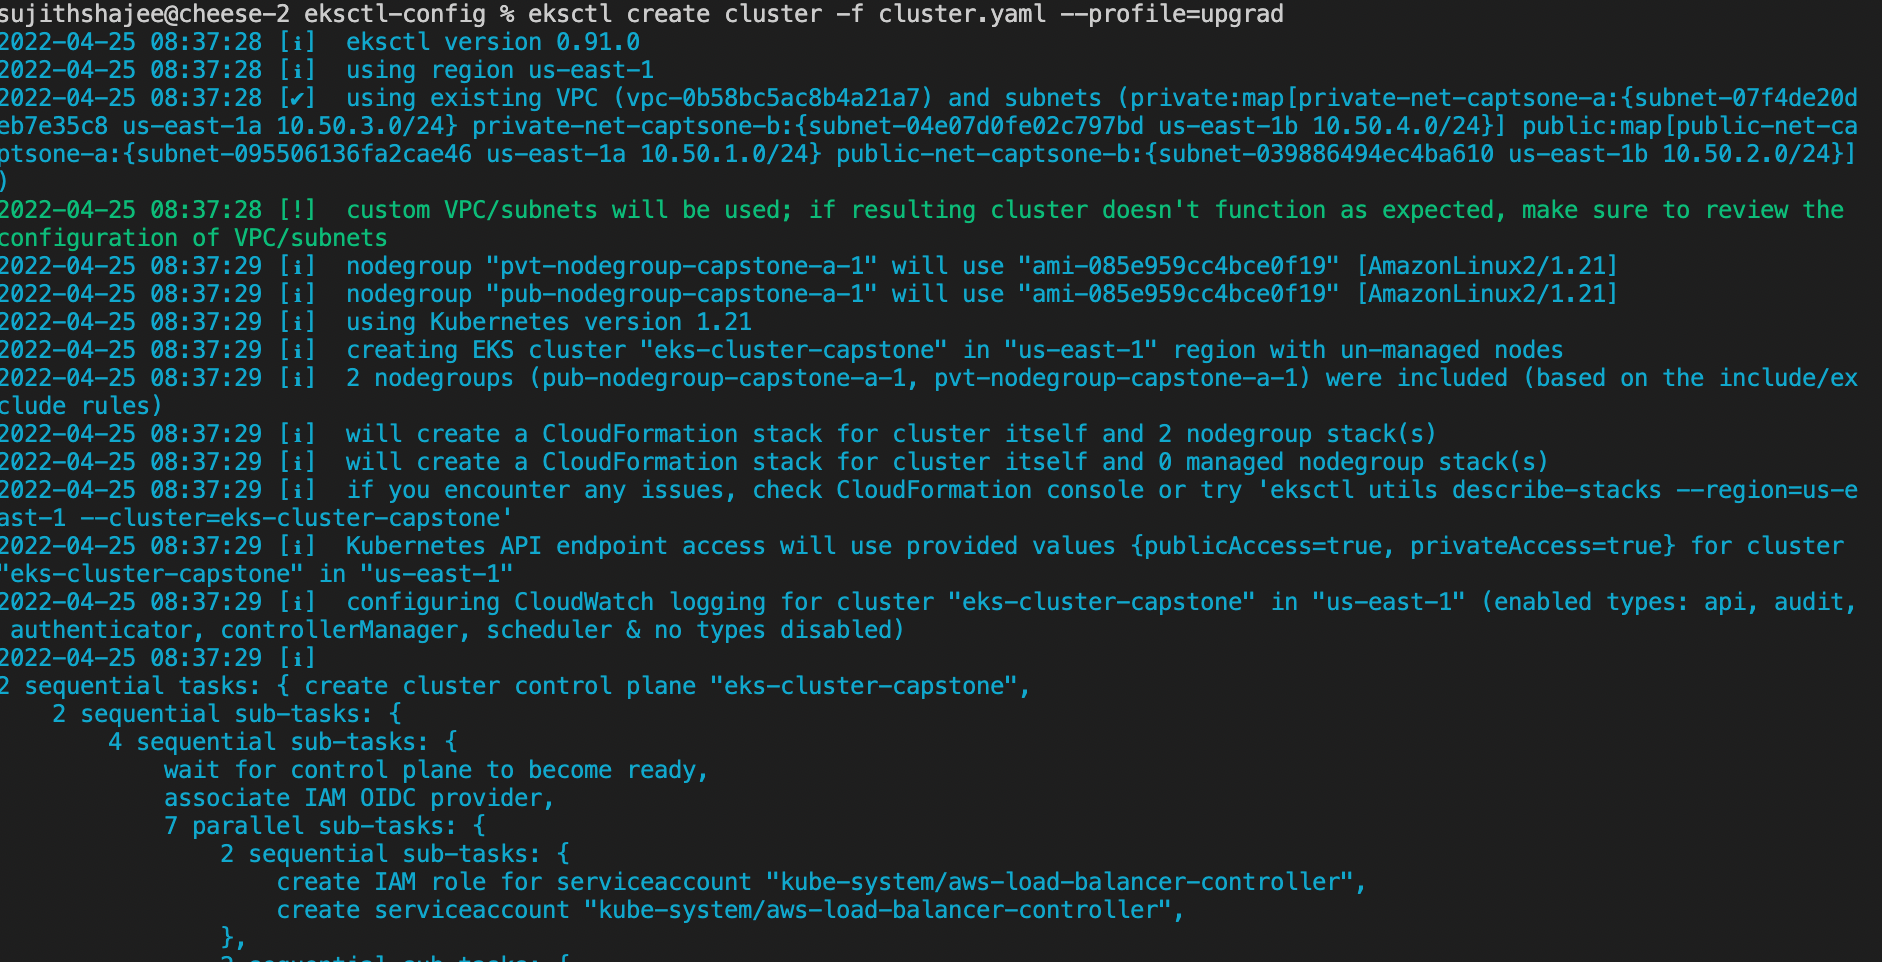 sujithshajee@cheese-2 eksctl-config % eksctl create cluster -f cluster.yaml --profile=upgrad
2022-04-25 08:37:28 [ℹ]  eksctl version 0.91.0
2022-04-25 08:37:28 [ℹ]  using region us-east-1
2022-04-25 08:37:28 [✔]  using existing VPC (vpc-0b58bc5ac8b4a21a7) and subnets (private:map[private-net-captsone-a:{subnet-07f4de20d
eb7e35c8 us-east-1a 10.50.3.0/24} private-net-captsone-b:{subnet-04e07d0fe02c797bd us-east-1b 10.50.4.0/24}] public:map[public-net-ca
ptsone-a:{subnet-095506136fa2cae46 us-east-1a 10.50.1.0/24} public-net-captsone-b:{subnet-039886494ec4ba610 us-east-1b 10.50.2.0/24}]
)
2022-04-25 08:37:28 [!]  custom VPC/subnets will be used; if resulting cluster doesn't function as expected, make sure to review the
configuration of VPC/subnets
2022-04-25 08:37:29 [ℹ]  nodegroup "pvt-nodegroup-capstone-a-1" will use "ami-085e959cc4bce0f19" [AmazonLinux2/1.21]
2022-04-25 08:37:29 [ℹ]  nodegroup "pub-nodegroup-capstone-a-1" will use "ami-085e959cc4bce0f19" [AmazonLinux2/1.21]
2022-04-25 08:37:29 [ℹ]  using Kubernetes version 1.21
2022-04-25 08:37:29 [ℹ]  creating EKS cluster "eks-cluster-capstone" in "us-east-1" region with un-managed nodes
2022-04-25 08:37:29 [ℹ]  2 nodegroups (pub-nodegroup-capstone-a-1, pvt-nodegroup-capstone-a-1) were included (based on the include/ex
clude rules)
2022-04-25 08:37:29 [ℹ]  will create a CloudFormation stack for cluster itself and 2 nodegroup stack(s)
2022-04-25 08:37:29 [ℹ]  will create a CloudFormation stack for cluster itself and 0 managed nodegroup stack(s)
2022-04-25 08:37:29 [ℹ]  if you encounter any issues, check CloudFormation console or try 'eksctl utils describe-stacks --region=us-e
ast-1 --cluster=eks-cluster-capstone'
2022-04-25 08:37:29 [ℹ]  Kubernetes API endpoint access will use provided values {publicAccess=true, privateAccess=true} for cluster
"eks-cluster-capstone" in "us-east-1"
2022-04-25 08:37:29 [ℹ]  configuring CloudWatch logging for cluster "eks-cluster-capstone" in "us-east-1" (enabled types: api, audit,
 authenticator, controllerManager, scheduler & no types disabled)
2022-04-25 08:37:29 [ℹ]
2 sequential tasks: { create cluster control plane "eks-cluster-capstone",
    2 sequential sub-tasks: {
        4 sequential sub-tasks: {
            wait for control plane to become ready,
            associate IAM OIDC provider,
            7 parallel sub-tasks: {
                2 sequential sub-tasks: {
                    create IAM role for serviceaccount "kube-system/aws-load-balancer-controller",
                    create serviceaccount "kube-system/aws-load-balancer-controller",
                },
                2 sequential sub-tasks: {